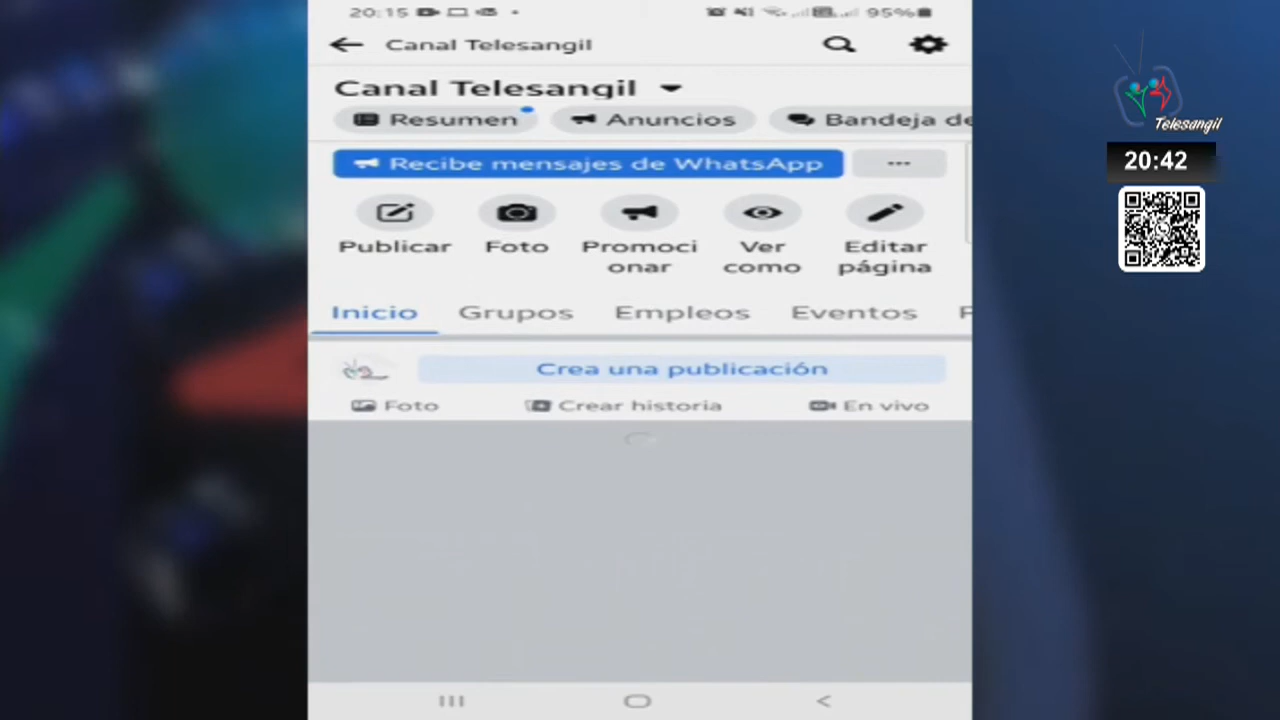 20:15
95%
Canal Telesangil
Canal Telesangil
Resumen
Anuncios
Bandeja de
Recibe mensajes de WhatsApp
Publicar
Foto
Promoci
onar
Ver
como
Editar
página
Inicio
Grupos
Empleos
Eventos
Crea una publicación
Foto
Crear historia
En vivo
Telesangil
20:42